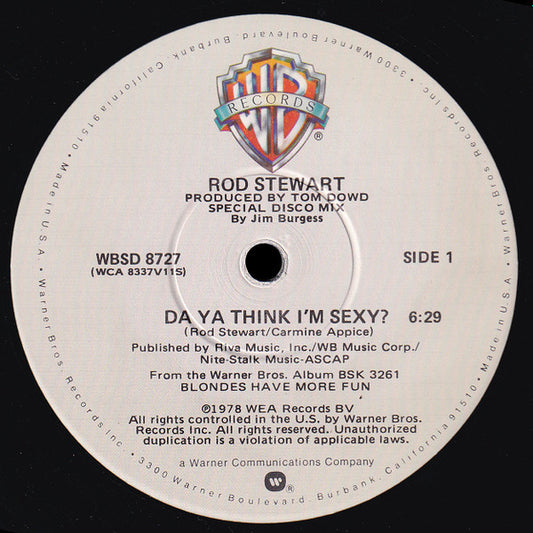 WB
RECORDS
®
ROD STEWART
PRODUCED BY TOM DOWD
SPECIAL DISCO MIX
By Jim Burgess
WBSD 8727
(WCA 8337V11S)
SIDE 1
DA YA THINK I'M SEXY? 6:29
(Rod Stewart/Carmine Appice)
Published by Riva Music, Inc./WB Music Corp./
Nite-Stalk Music-ASCAP
From the Warner Bros. Album BSK 3261
BLONDES HAVE MORE FUN
℗1978 WEA Records BV
All rights controlled in the U.S. by Warner Bros.
Records Inc. All rights reserved. Unauthorized
duplication is a violation of applicable laws.
a Warner Communications Company
®
Warner Bros. Records Inc. • 3300 Warner Boulevard, Burbank, California 91510 • Made in U.S.A. • Warner Bros. Records Inc. • 3300 Warner Boulevard, Burbank, California 91510 • Made in U.S.A. •